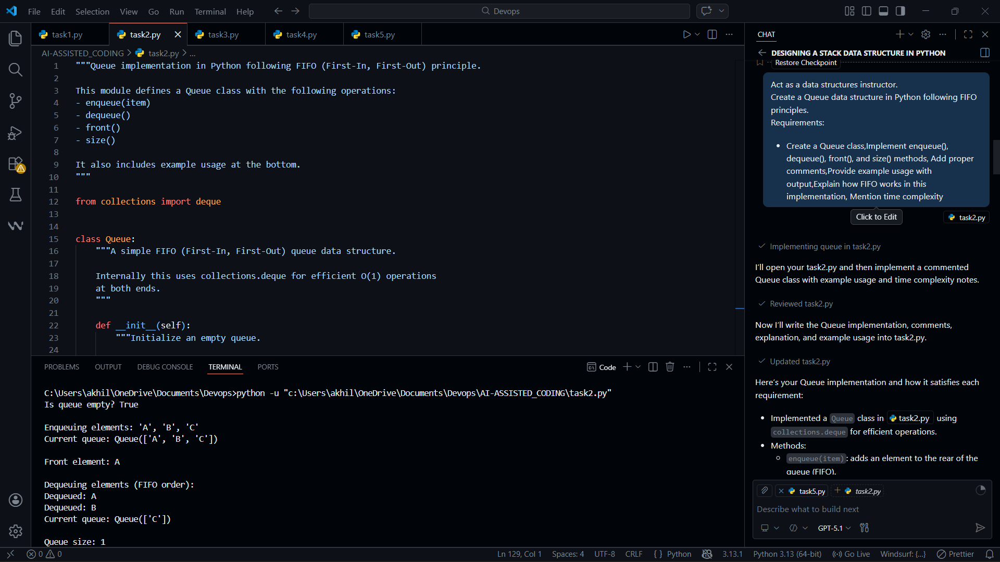 File Edit Selection View Go Run Terminal Help
Devops
task1.py
task2.py
task3.py
task4.py
task5.py
AI-ASSISTED_CODING > task2.py > ...
1 """Queue implementation in Python following FIFO (First-In, First-Out) principle.
2
3 This module defines a Queue class with the following operations:
4 - enqueue(item)
5 - dequeue()
6 - front()
7 - size()
8
9 It also includes example usage at the bottom.
10 """
11
12 from collections import deque
13
14
15 class Queue:
16 """A simple FIFO (First-In, First-Out) queue data structure.
17
18 Internally this uses collections.deque for efficient O(1) operations
19 at both ends.
20 """
21
22 def __init__(self):
23 """Initialize an empty queue.
24
PROBLEMS OUTPUT DEBUG CONSOLE TERMINAL PORTS
Code
C:\Users\akhil\OneDrive\Documents\Devops>python -u "c:\Users\akhil\OneDrive\Documents\Devops\AI-ASSISTED_CODING\task2.py"
Is queue empty? True
Enqueuing elements: 'A', 'B', 'C'
Current queue: Queue(['A', 'B', 'C'])
Front element: A
Dequeuing elements (FIFO order):
Dequeued: A
Dequeued: B
Current queue: Queue(['C'])
Queue size: 1
CHAT
DESIGNING A STACK DATA STRUCTURE IN PYTHON
Restore Checkpoint
Act as a data structures instructor.
Create a Queue data structure in Python following FIFO
principles.
Requirements:
• Create a Queue class,Implement enqueue(),
dequeue(), front(), and size() methods, Add proper
comments,Provide example usage with
output,Explain how FIFO works in this
implementation, Mention time complexity
Click to Edit
task2.py
Implementing queue in task2.py
I'll open your task2.py and then implement a commented
Queue class with example usage and time complexity notes.
Reviewed task2.py
Now I'll write the Queue implementation, comments,
explanation, and example usage into task2.py.
Updated task2.py
Here's your Queue implementation and how it satisfies each
requirement:
• Implemented a Queue class in task2.py using
collections.deque for efficient operations.
• Methods:
enqueue(item): adds an element to the rear of the
queue (FIFO).
task5.py
task2.py
Describe what to build next
GPT-5.1
0 0
Ln 129, Col 1 Spaces: 4 UTF-8 CRLF { } Python 3.13.1 Python 3.13 (64-bit) Go Live Windsurf: {...} Prettier